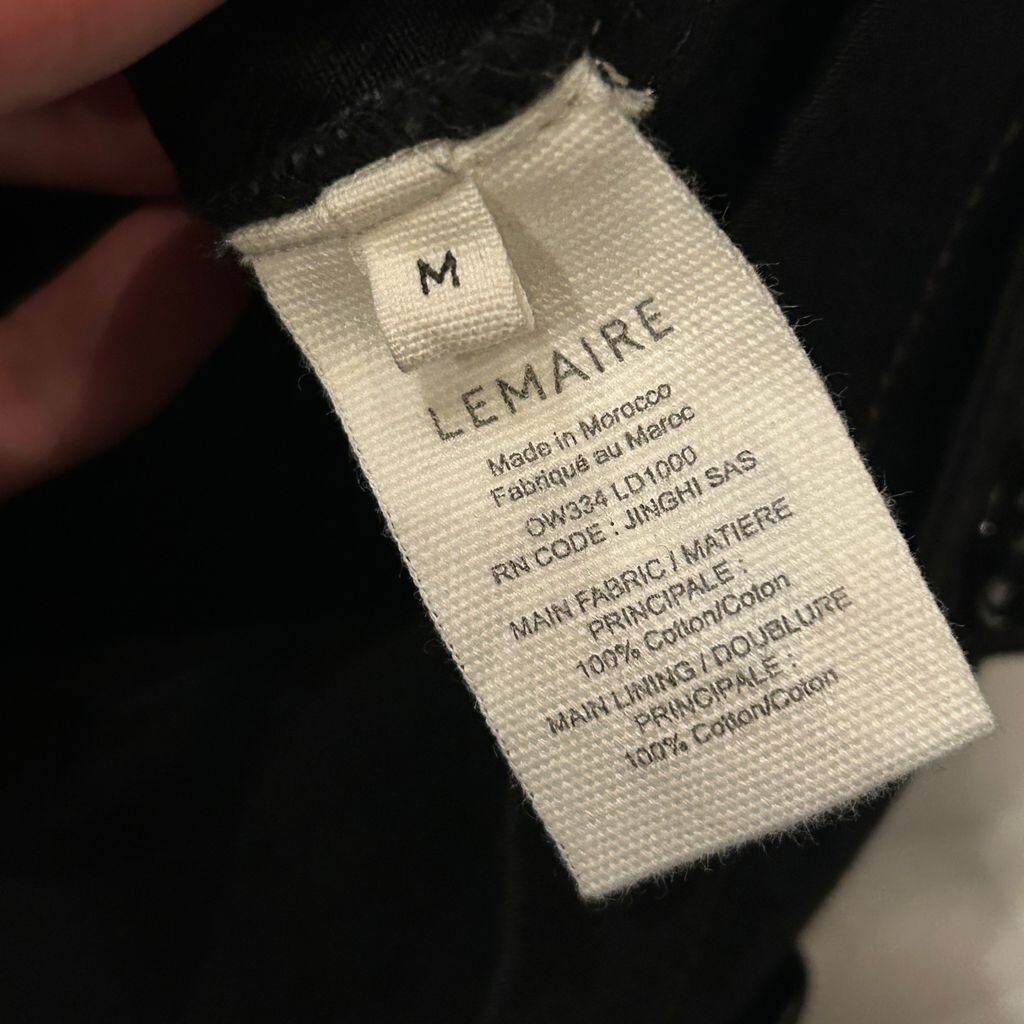 M
LEMAIRE
Made in Morocco
Fabriqué au Maroc
OW334 LD1000
RN CODE : JINGHI SAS
MAIN FABRIC / MATIERE
PRINCIPALE :
100% Cotton/Coton
MAIN LINING / DOUBLURE
PRINCIPALE :
100% Cotton/Coton